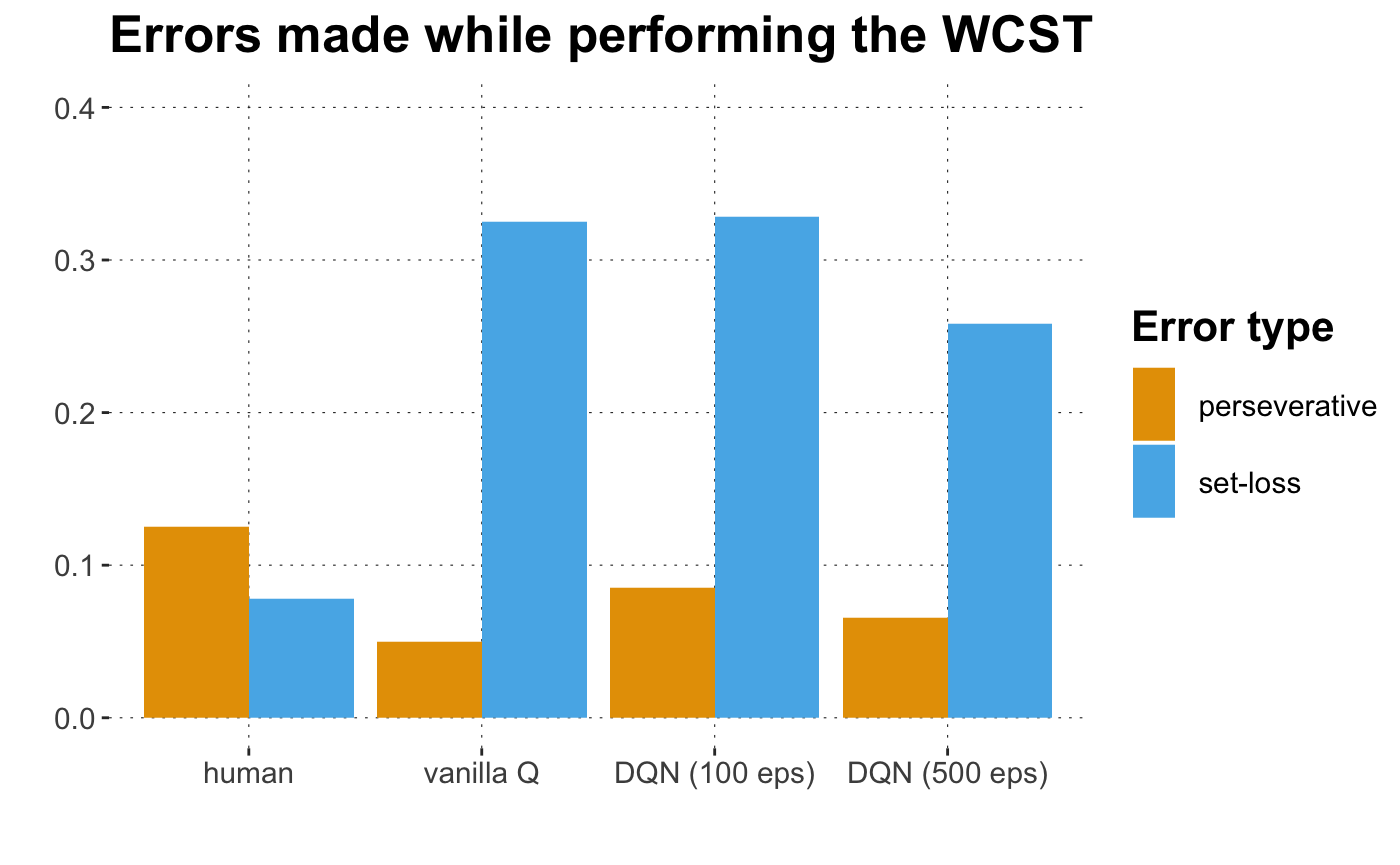 Errors made while performing the WCST
0.4
0.3
0.2
0.1
0.0
human
vanilla Q
DQN (100 eps)
DQN (500 eps)
Error type
perseverative
set-loss